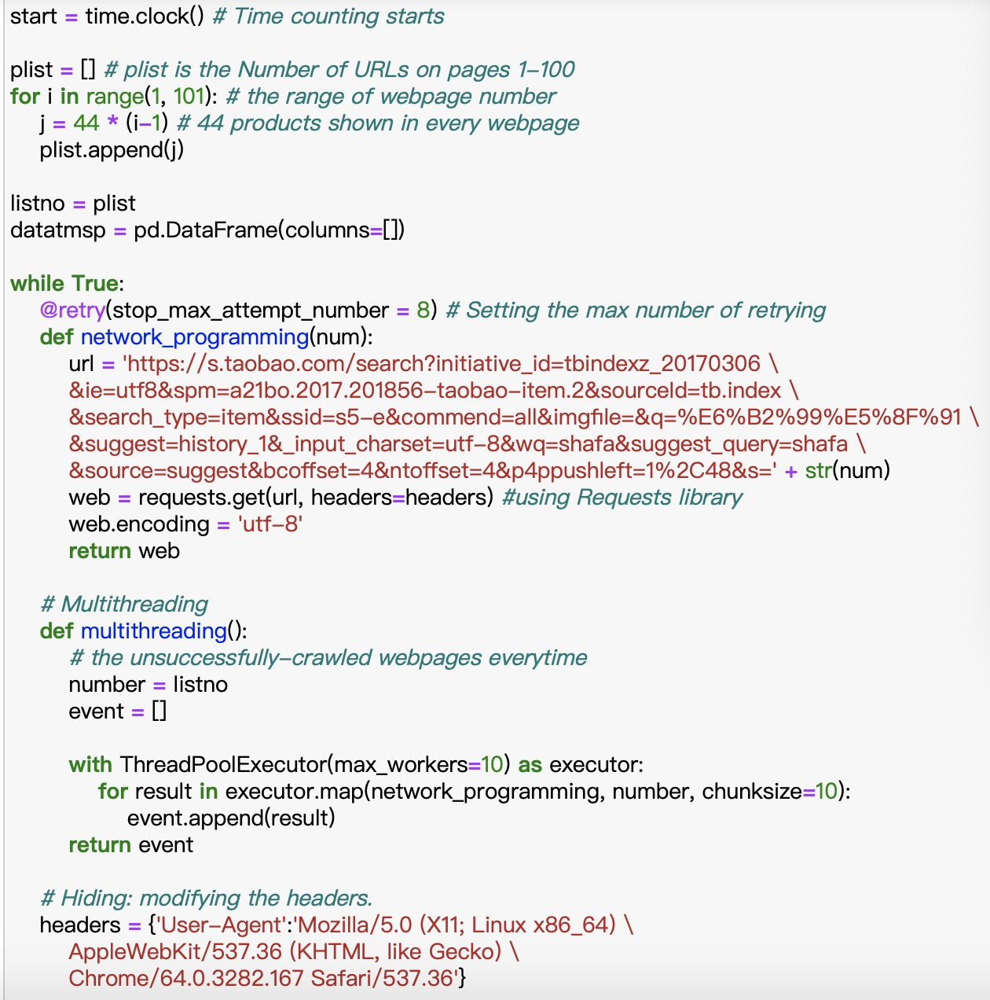 start = time.clock() # Time counting starts
plist = [] # plist is the Number of URLs on pages 1-100
for i in range(1, 101): # the range of webpage number
j = 44 * (i-1) # 44 products shown in every webpage
plist.append(j)
listno = plist
datatmsp = pd.DataFrame(columns=[])
while True:
@retry(stop_max_attempt_number = 8) # Setting the max number of retrying
def network_programming(num):
url = 'https://s.taobao.com/search?initiative_id=tbindexz_20170306 \
&ie=utf8&spm=a21bo.2017.201856-taobao-item.2&sourceId=tb.index \
&search_type=item&ssid=s5-e&commend=all&imgfile=&q=%E6%B2%99%E5%8F%91 \
&suggest=history_1&_input_charset=utf-8&wq=shafa&suggest_query=shafa \
&source=suggest&bcoffset=4&ntoffset=4&p4ppushleft=1%2C48&s=' + str(num)
web = requests.get(url, headers=headers) #using Requests library
web.encoding = 'utf-8'
return web
# Multithreading
def multithreading():
# the unsuccessfully-crawled webpages everytime
number = listno
event = []
with ThreadPoolExecutor(max_workers=10) as executor:
for result in executor.map(network_programming, number, chunksize=10):
event.append(result)
return event
# Hiding: modifying the headers.
headers = {'User-Agent':'Mozilla/5.0 (X11; Linux x86_64) \
AppleWebKit/537.36 (KHTML, like Gecko) \
Chrome/64.0.3282.167 Safari/537.36'}